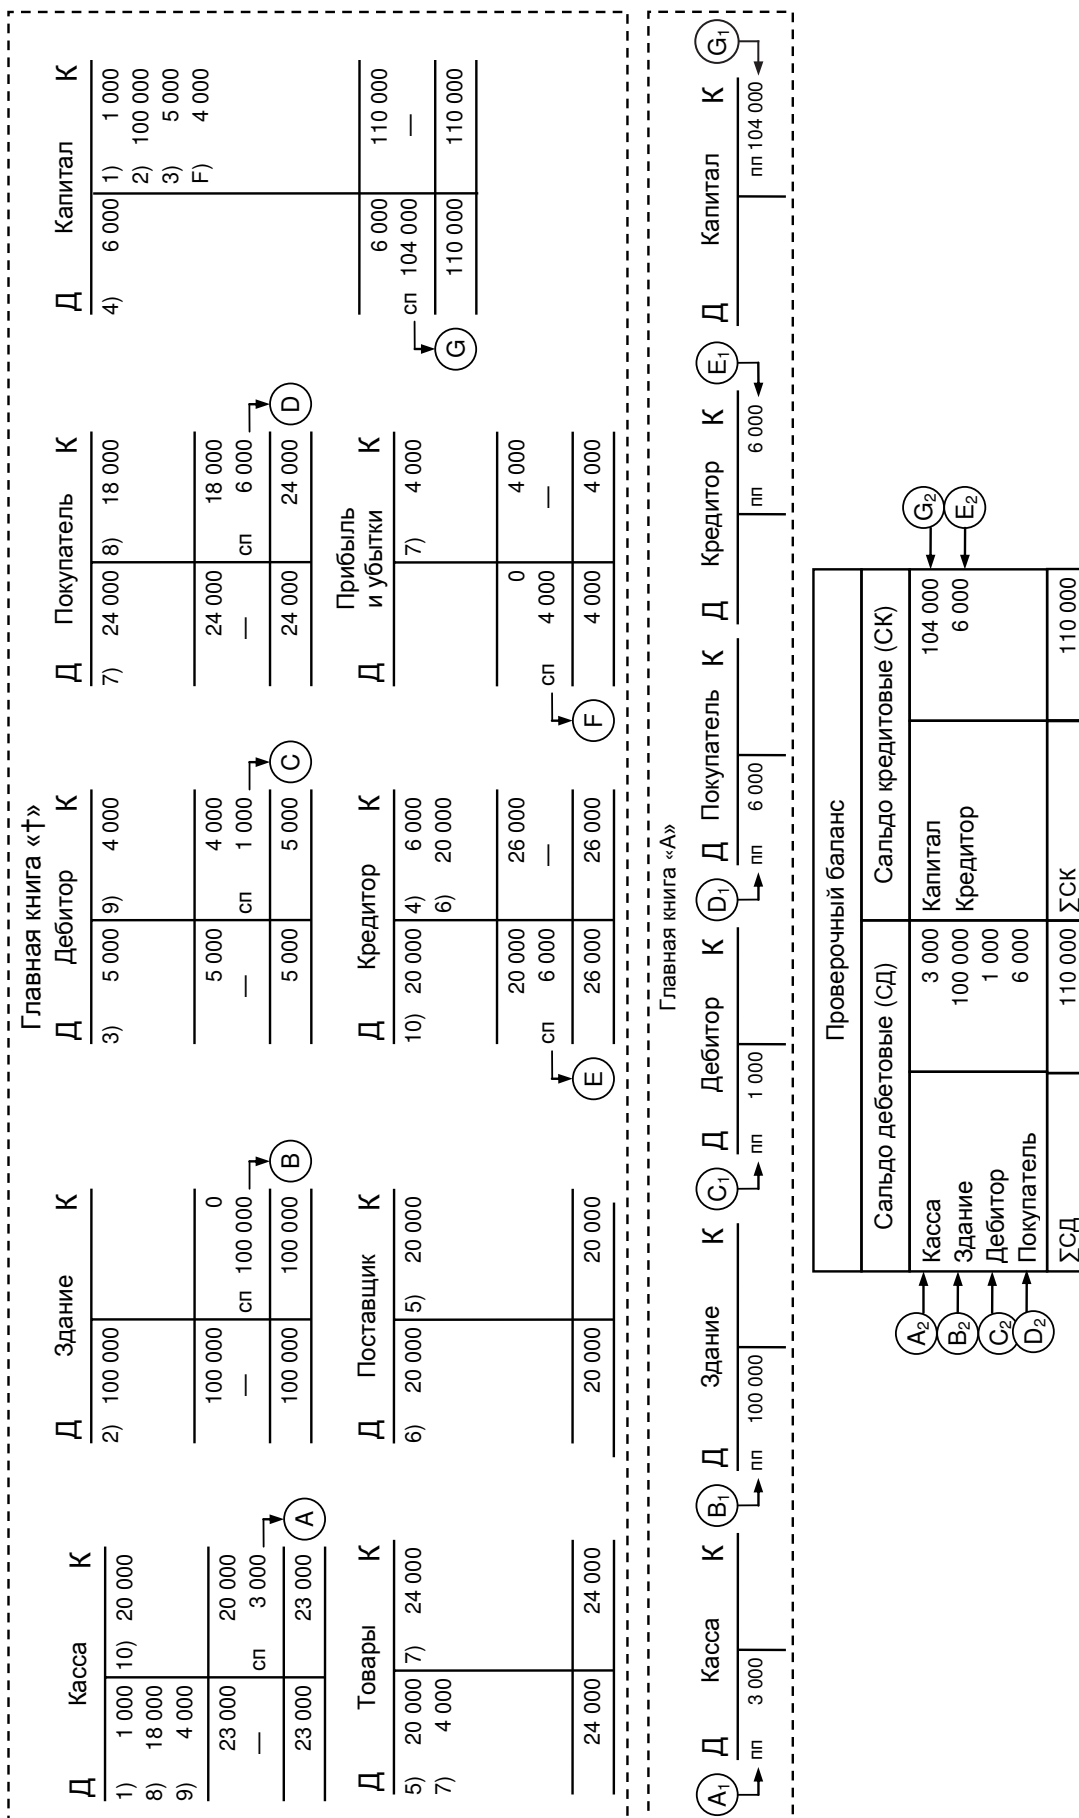 Главная книга «†»
Д Касса К
1) 1 000 10) 20 000
8) 18 000
9) 4 000
23 000 20 000
— сп 3 000
23 000 23 000
A
Д Здание К
2) 100 000
100 000 0
— сп 100 000
100 000 100 000
B
Д Дебитор К
3) 5 000 9) 4 000
5 000 4 000
— сп 1 000
5 000 5 000
C
Д Покупатель К
7) 24 000 8) 18 000
24 000 18 000
— сп 6 000
24 000 24 000
D
Д Капитал К
4) 6 000 1) 1 000
2) 100 000
3) 5 000
F) 4 000
6 000 110 000
сп 104 000 —
110 000 110 000
G
Д Товары К
5) 20 000 7) 24 000
7) 4 000
24 000 24 000
Д Поставщик К
6) 20 000 5) 20 000
20 000 20 000
Д Кредитор К
10) 20 000 4) 6 000
6) 20 000
20 000 26 000
сп 6 000 —
26 000 26 000
E
Прибыль
Д и убытки К
7) 4 000
0 4 000
сп 4 000 —
4 000 4 000
F
Главная книга «А»
A1 Д Касса К
пп 3 000
B1 Д Здание К
пп 100 000
C1 Д Дебитор К
пп 1 000
D1 Д Покупатель К
пп 6 000
Д Кредитор К E1
пп 6 000
Д Капитал К G1
пп 104 000
Проверочный баланс
Сальдо дебетовые (СД) Сальдо кредитовые (СК)
A2 Касса 3 000 Капитал 104 000 G2
B2 Здание 100 000 Кредитор 6 000 E2
C2 Дебитор 1 000
D2 Покупатель 6 000
ΣСД 110 000 ΣСК 110 000